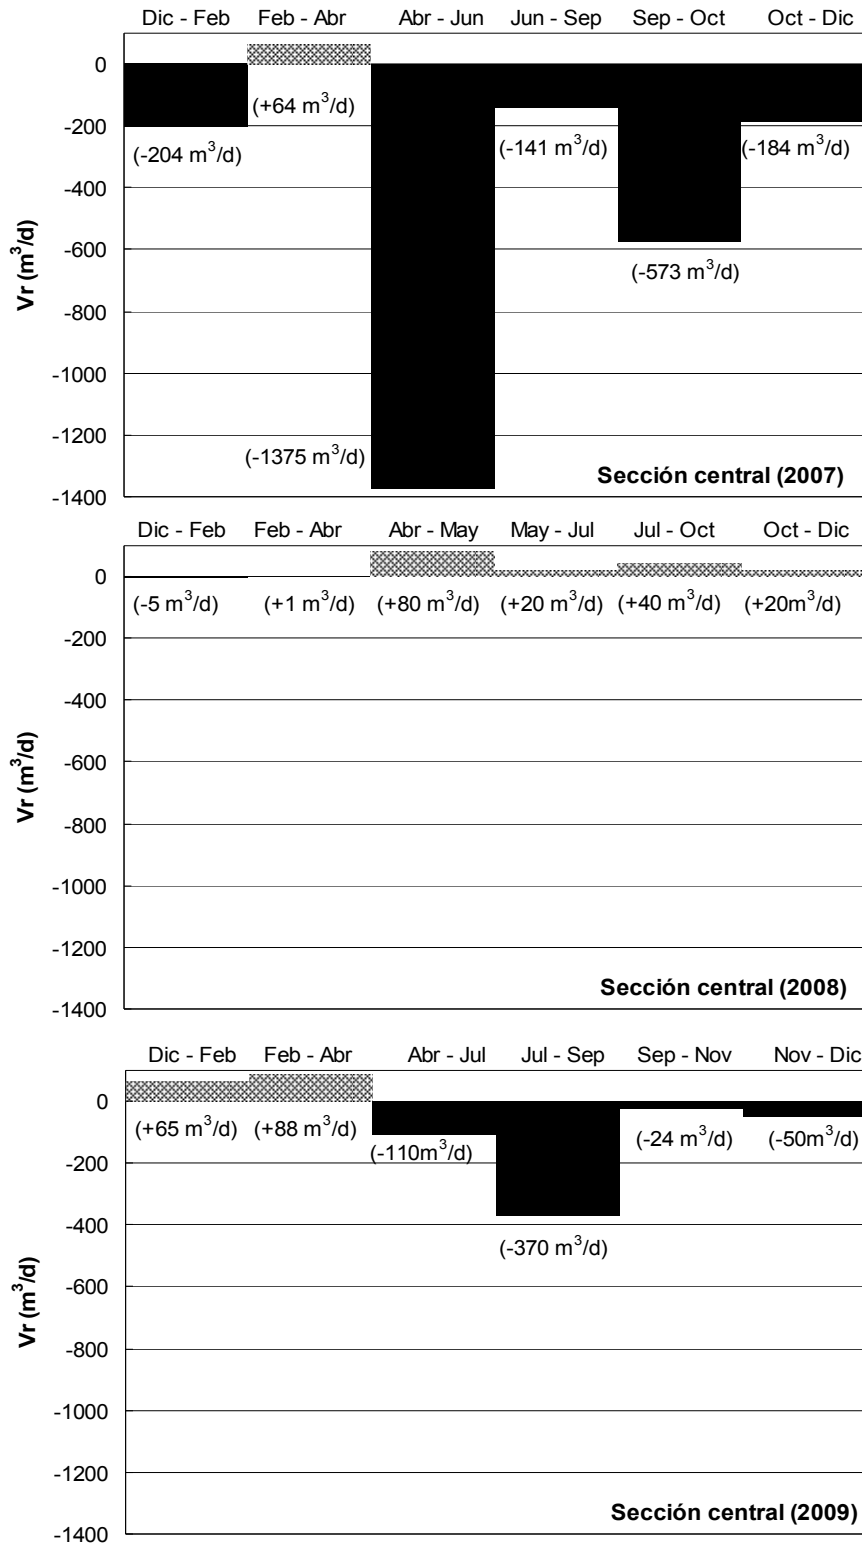 Dic - Feb Feb - Abr Abr - Jun Jun - Sep Sep - Oct Oct - Dic
0
(+64 m³/d)
-200
(-204 m³/d) (-141 m³/d) (-184 m³/d)
-400
-600
(-573 m³/d)
Vr (m³/d)
-800
-1000
-1200
(-1375 m³/d)
Sección central (2007)
-1400
Dic - Feb Feb - Abr Abr - May May - Jul Jul - Oct Oct - Dic
0
(-5 m³/d) (+1 m³/d) (+80 m³/d) (+20 m³/d) (+40 m³/d) (+20m³/d)
-200
-400
-600
Vr (m³/d)
-800
-1000
-1200
Sección central (2008)
-1400
Dic - Feb Feb - Abr Abr - Jul Jul - Sep Sep - Nov Nov - Dic
0
(+65 m³/d) (+88 m³/d) (-110m³/d) (-24 m³/d) (-50m³/d)
-200
-400
(-370 m³/d)
-600
Vr (m³/d)
-800
-1000
-1200
Sección central (2009)
-1400